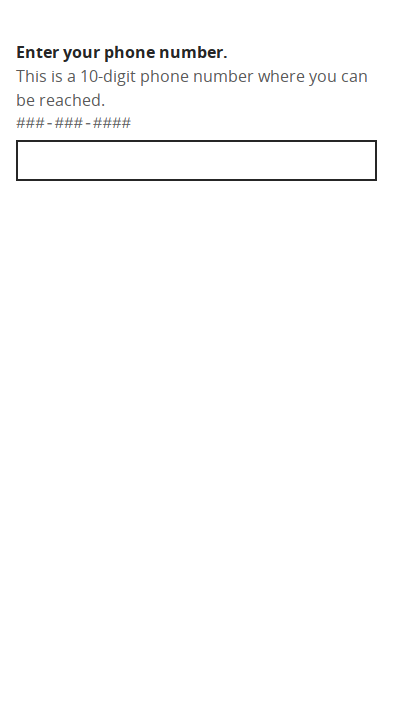 Enter your phone number.
This is a 10-digit phone number where you can
be reached.
###-###-####